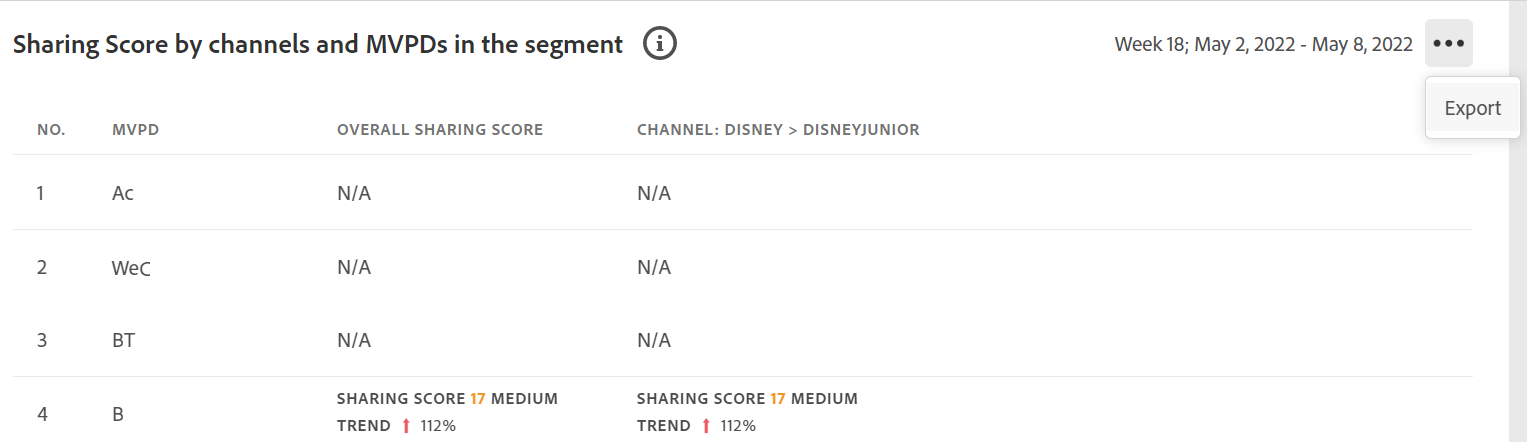 Sharing Score by channels and MVPDs in the segment
Week 18; May 2, 2022 - May 8, 2022
Export
NO. MVPD OVERALL SHARING SCORE CHANNEL: DISNEY > DISNEYJUNIOR
1 Ac N/A N/A
2 WeC N/A N/A
3 BT N/A N/A
4 B
SHARING SCORE 17 MEDIUM
TREND ↑ 112%
SHARING SCORE 17 MEDIUM
TREND ↑ 112%